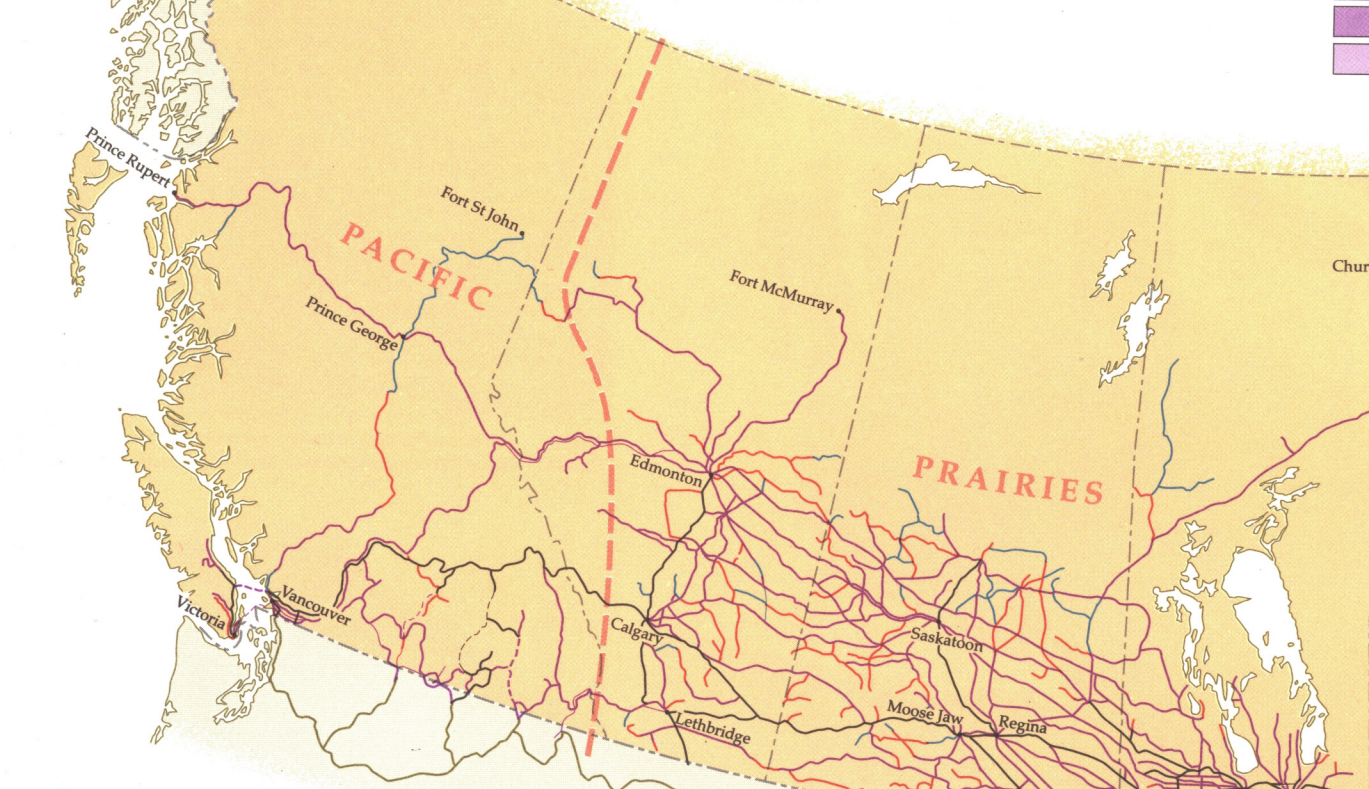 Prince Rupert
Fort St John
PACIFIC
Fort McMurray
Chur
Prince George
Edmonton
PRAIRIES
Vancouver
Victoria
Calgary
Saskatoon
Moose Jaw
Regina
Lethbridge